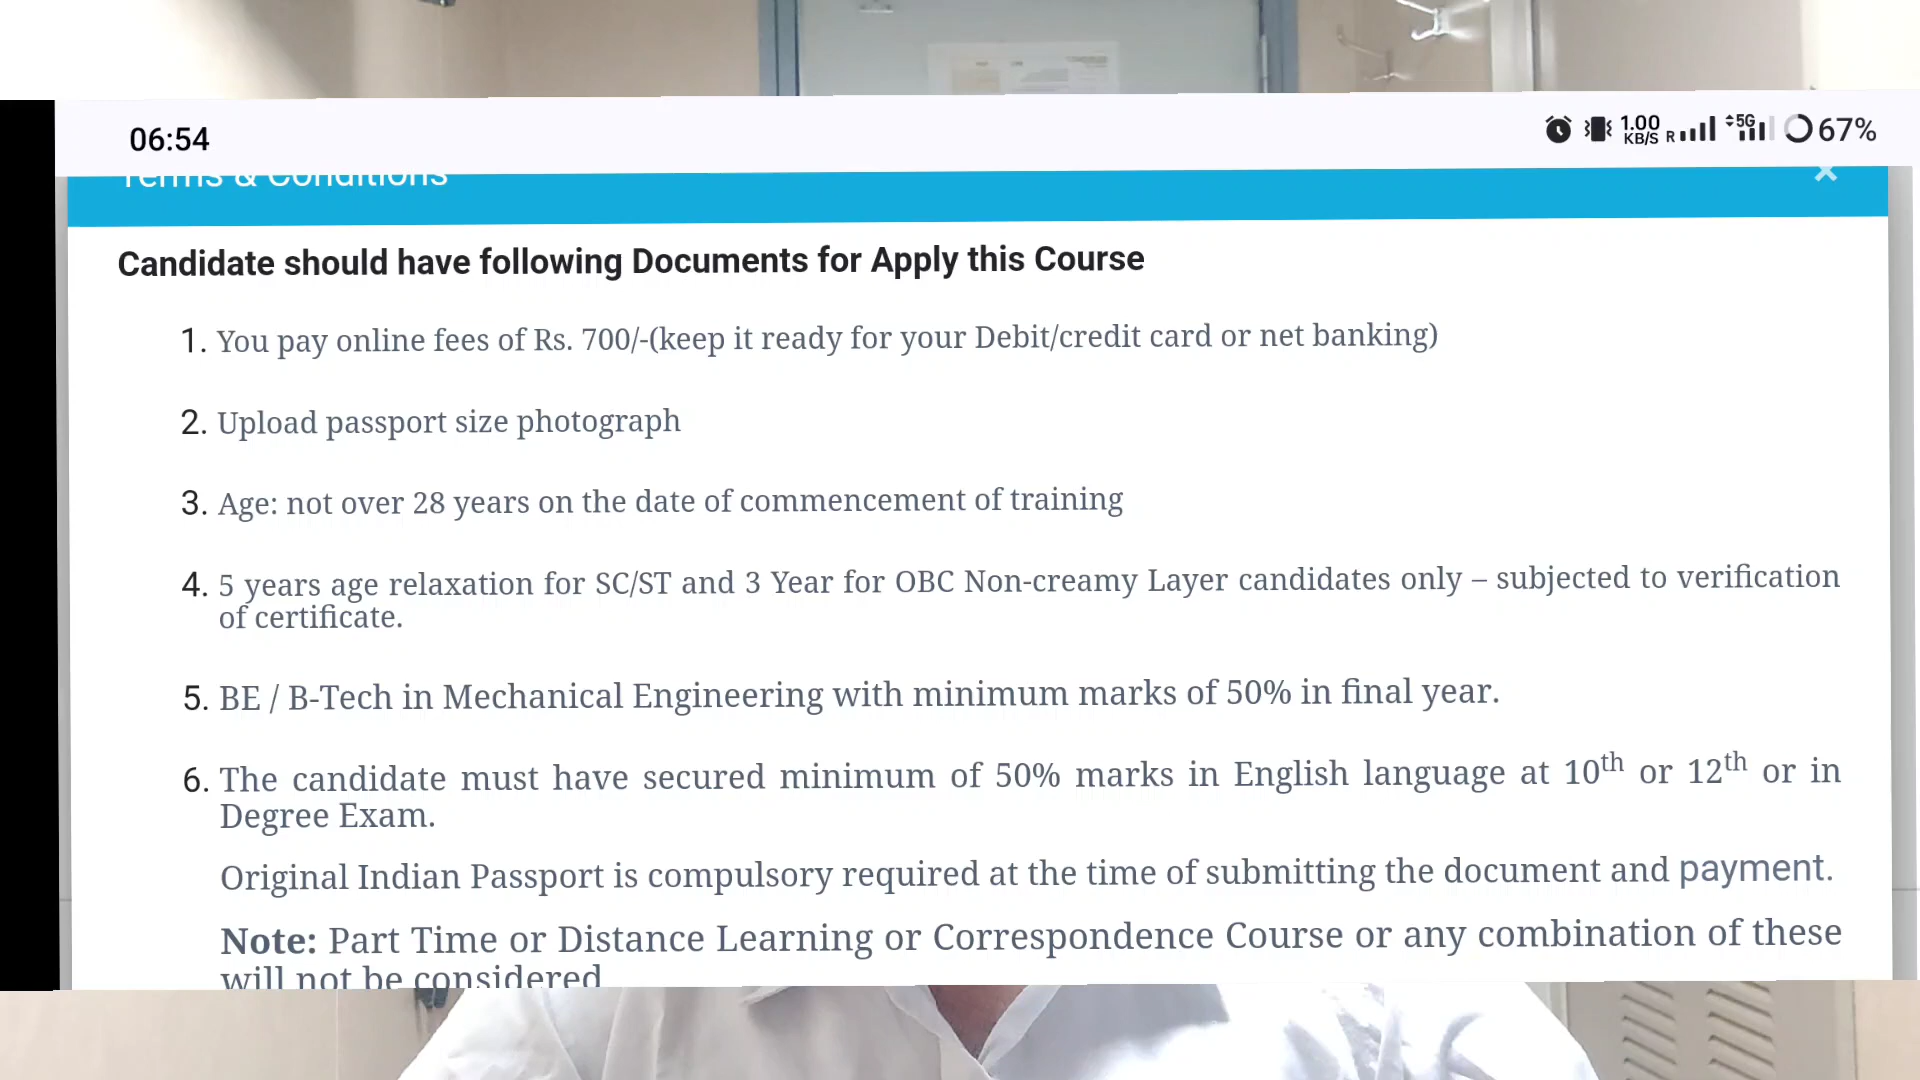 06:54
1.00
KB/S R 5G 67%
Terms & Conditions ×
Candidate should have following Documents for Apply this Course
1. You pay online fees of Rs. 700/-(keep it ready for your Debit/credit card or net banking)
2. Upload passport size photograph
3. Age: not over 28 years on the date of commencement of training
4. 5 years age relaxation for SC/ST and 3 Year for OBC Non-creamy Layer candidates only – subjected to verification
of certificate.
5. BE / B-Tech in Mechanical Engineering with minimum marks of 50% in final year.
6. The candidate must have secured minimum of 50% marks in English language at 10th or 12th or in
Degree Exam.
Original Indian Passport is compulsory required at the time of submitting the document and payment.
Note: Part Time or Distance Learning or Correspondence Course or any combination of these
will not be considered